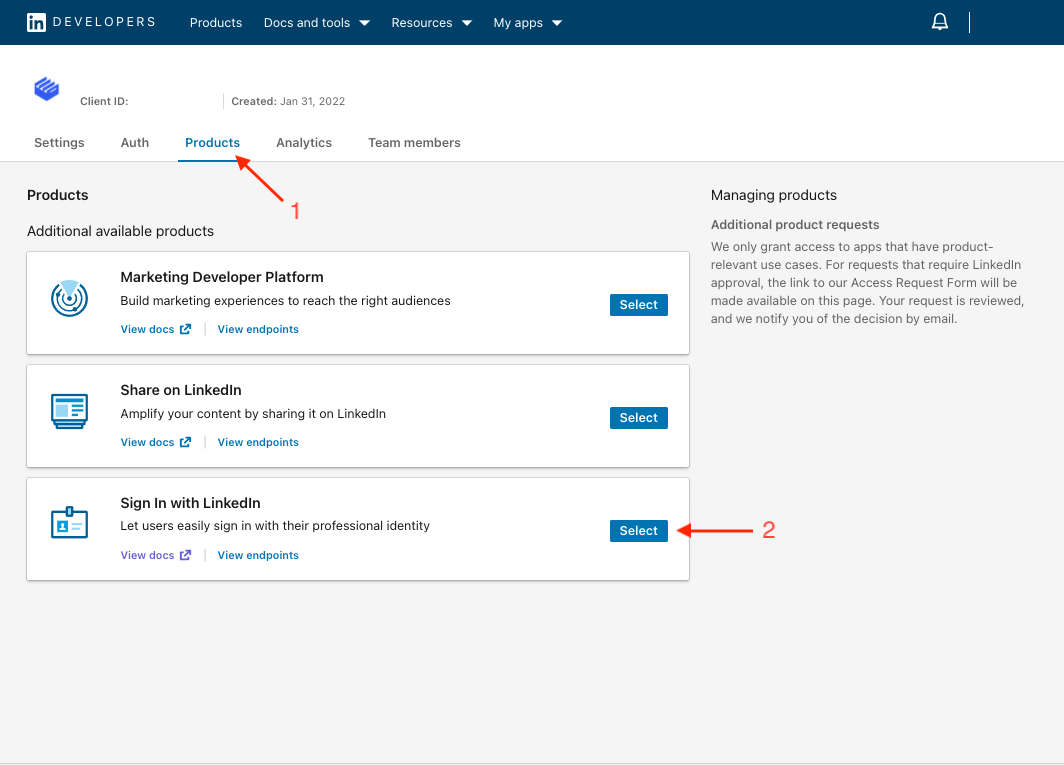 in DEVELOPERS Products Docs and tools Resources My apps
Client ID: Created: Jan 31, 2022
Settings Auth Products Analytics Team members
1
Products
Additional available products
Marketing Developer Platform
Build marketing experiences to reach the right audiences
View docs | View endpoints
Select
Share on LinkedIn
Amplify your content by sharing it on LinkedIn
View docs | View endpoints
Select
Sign In with LinkedIn
Let users easily sign in with their professional identity
View docs | View endpoints
Select
2
Managing products
Additional product requests
We only grant access to apps that have product-
relevant use cases. For requests that require LinkedIn
approval, the link to our Access Request Form will be
made available on this page. Your request is reviewed,
and we notify you of the decision by email.